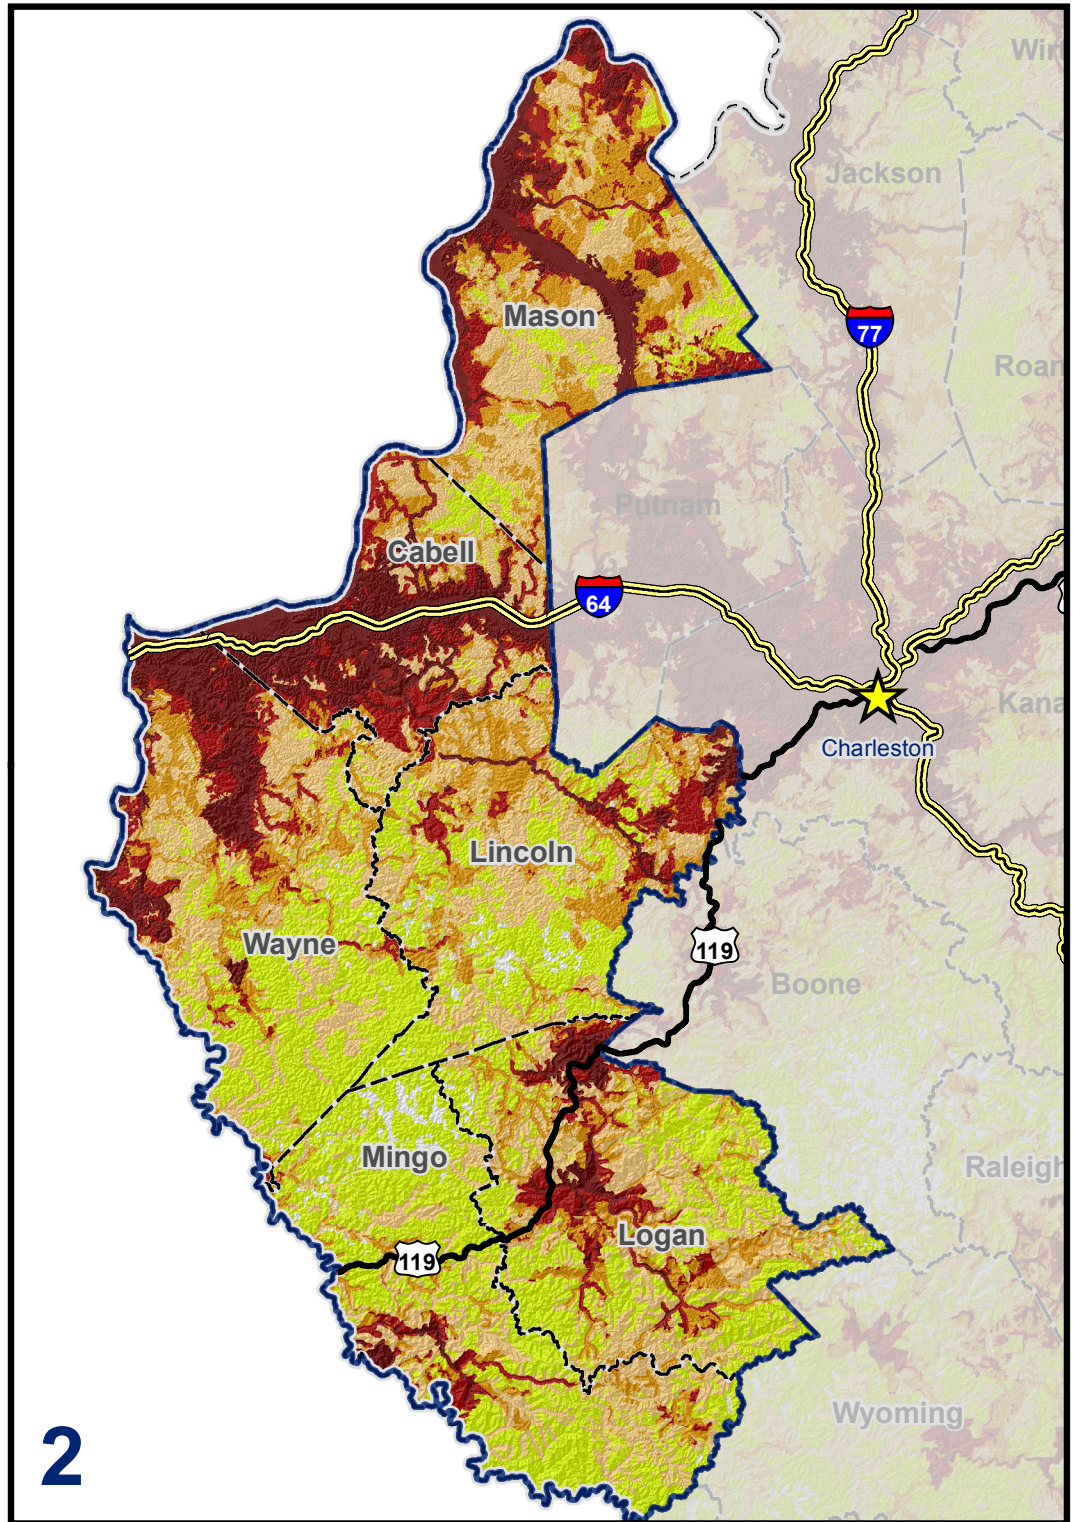 Wirt
Jackson
Mason
77
Roan
Putnam
Cabell
64
Kana
Charleston
Lincoln
Wayne
119
Boone
Mingo
Raleigh
Logan
119
Wyoming
2